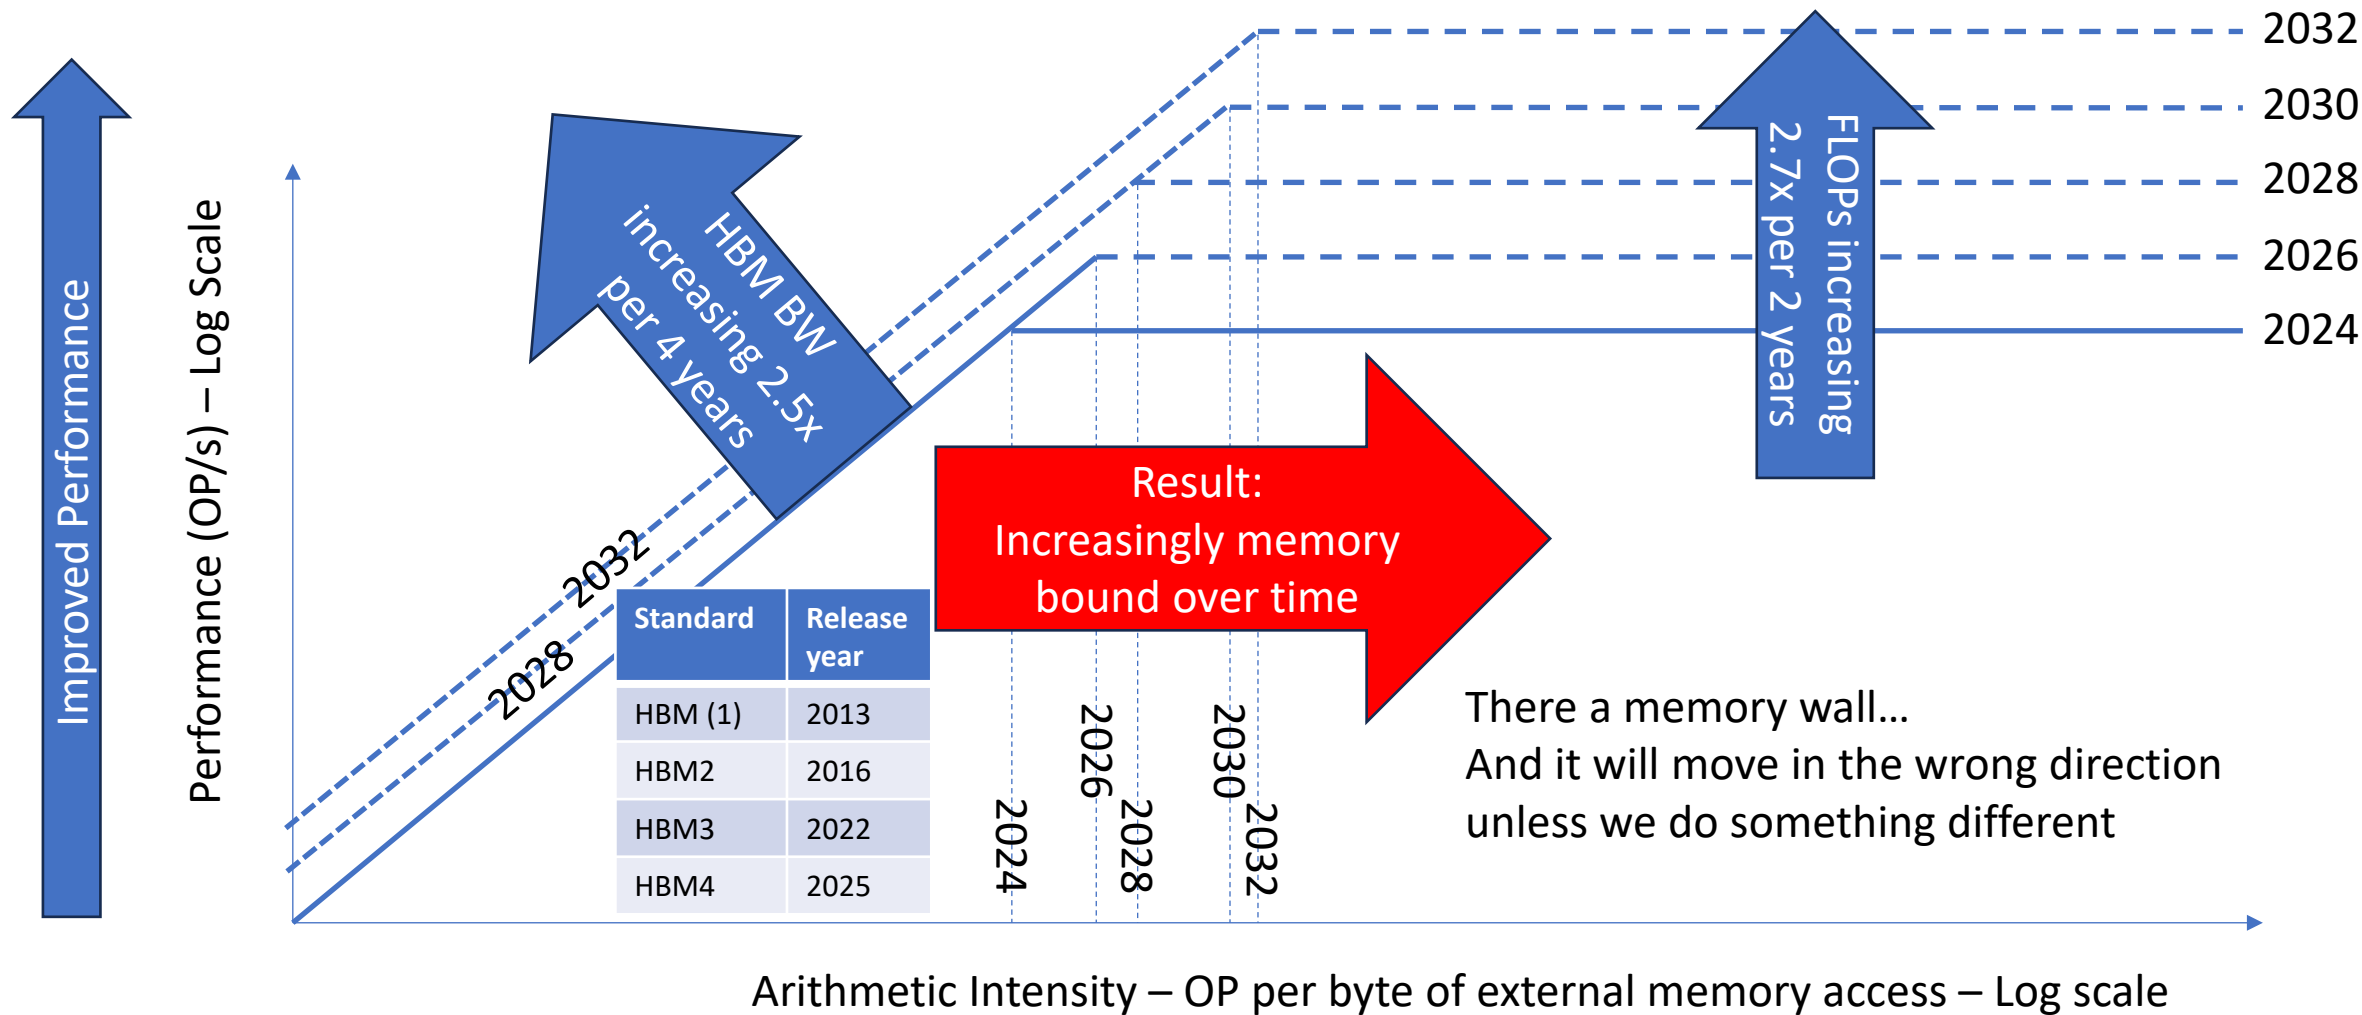 Improved Performance
Performance (OP/s) – Log Scale
HBM BW
increasing 2.5x
per 4 years
FLOPs increasing
2.7x per 2 years
2032
2030
2028
2026
2024
2032
2028
Result:
Increasingly memory
bound over time
Standard Release year
HBM (1) 2013
HBM2 2016
HBM3 2022
HBM4 2025
2024
2026
2028
2030
2032
There a memory wall...
And it will move in the wrong direction
unless we do something different
Arithmetic Intensity – OP per byte of external memory access – Log scale